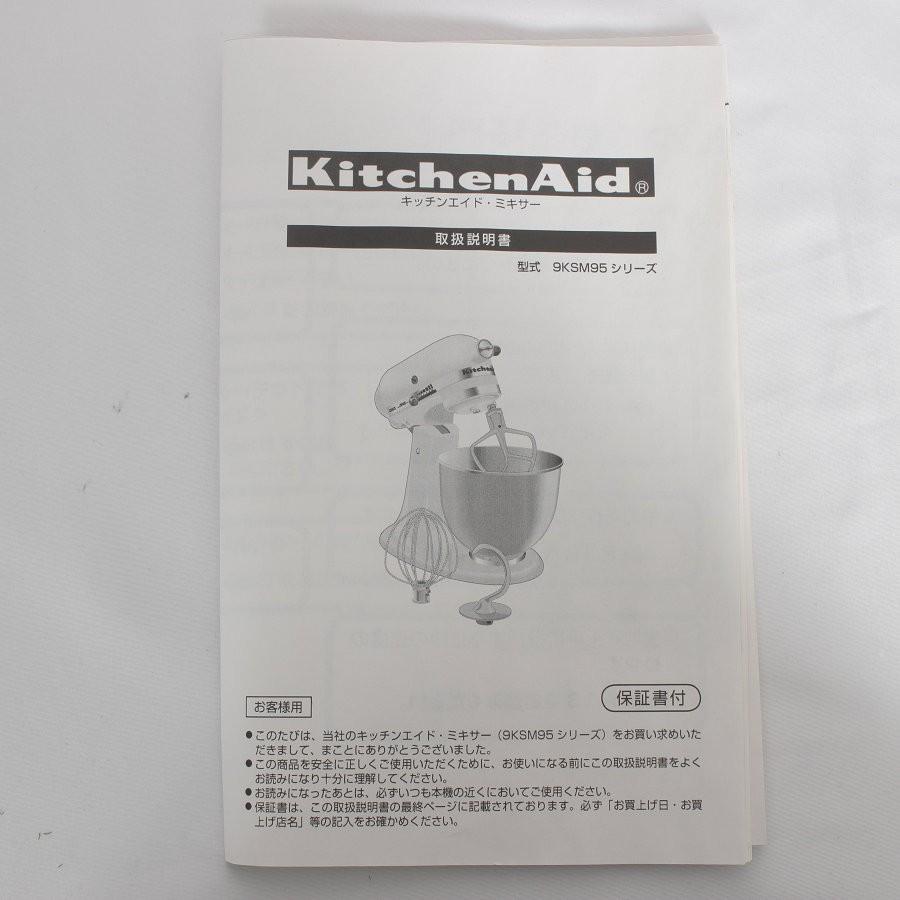 KitchenAid®
キッチンエイド・ミキサー
取扱説明書
型式 9KSM95 シリーズ
KitchenAid
お客様用
保証書付
●このたびは、当社のキッチンエイド・ミキサー（9KSM95 シリーズ）をお買い求めいた
だきまして、まことにありがとうございました。
●この商品を安全に正しくご使用いただくために、お使いになる前にこの取扱説明書をよく
お読みになり十分に理解してください。
●お読みになったあとは、必ずいつも本機の近くにおいてご使用ください。
●保証書は、この取扱説明書の最終ページに記載されております。必ず「お買上げ日・お買
上げ店名」等の記入をお確かめください。